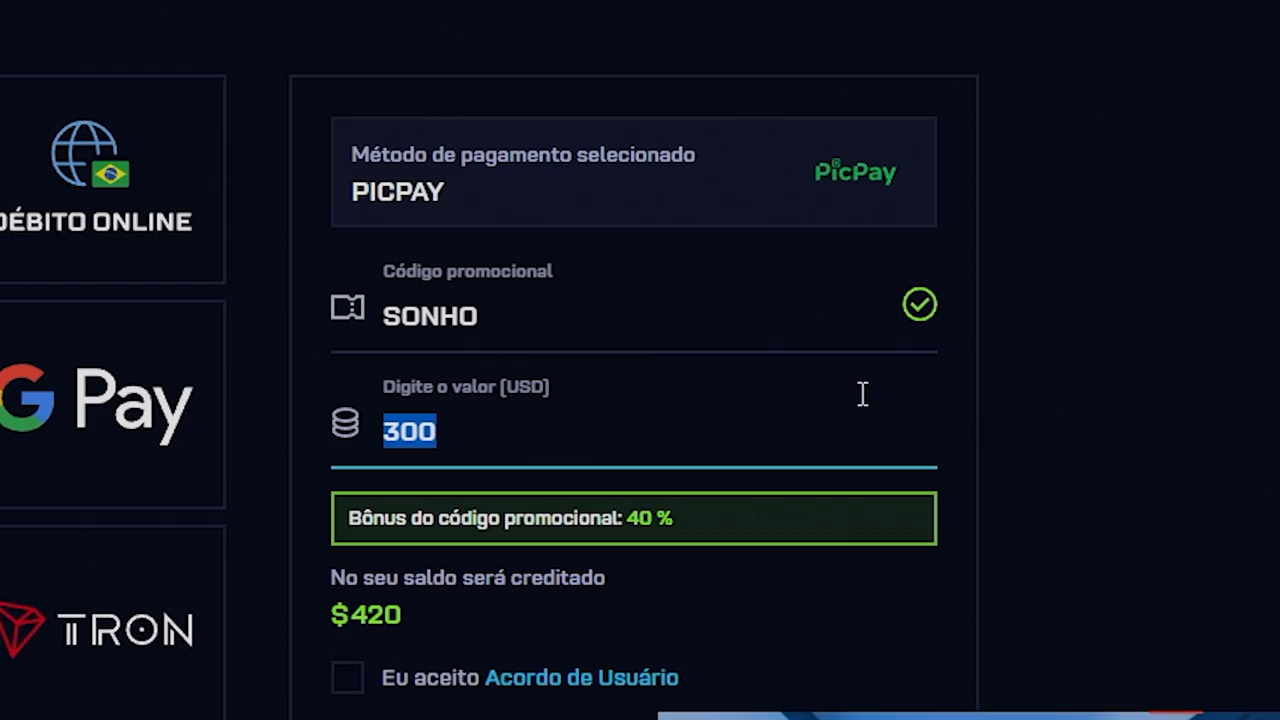 DÉBITO ONLINE
G Pay
TRON
Método de pagamento selecionado
PICPAY
PicPay
Código promocional
SONHO
Digite o valor (USD)
300
Bônus do código promocional: 40 %
No seu saldo será creditado
$420
Eu aceito Acordo de Usuário